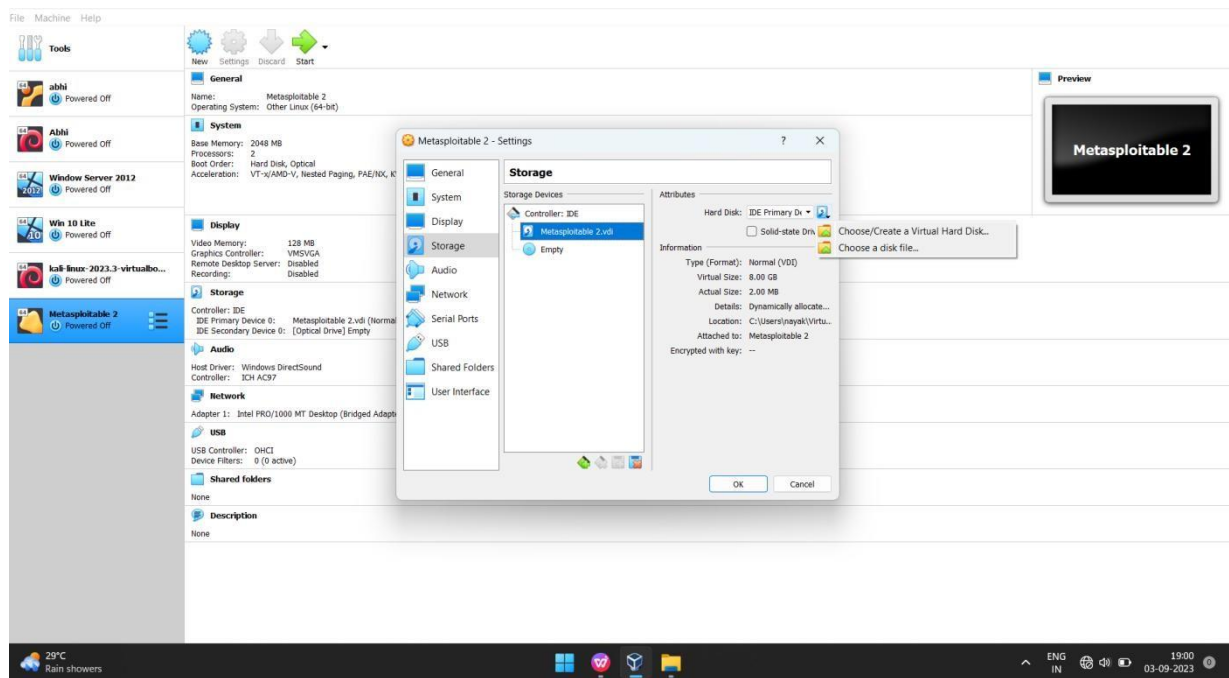 File Machine Help
Tools
New Settings Discard Start
abhi
Powered Off
Abhi
Powered Off
Window Server 2012
Powered Off
Win 10 Lite
Powered Off
kali-linux-2023.3-virtualbo...
Powered Off
Metasploitable 2
Powered Off
General
Name: Metasploitable 2
Operating System: Other Linux (64-bit)
System
Base Memory: 2048 MB
Processors: 2
Boot Order: Hard Disk, Optical
Acceleration: VT-x/AMD-V, Nested Paging, PAE/NX, K
Display
Video Memory: 128 MB
Graphics Controller: VMSVGA
Remote Desktop Server: Disabled
Recording: Disabled
Storage
Controller: IDE
IDE Primary Device 0: Metasploitable 2.vdi (Normal
IDE Secondary Device 0: [Optical Drive] Empty
Audio
Host Driver: Windows DirectSound
Controller: ICH AC97
Network
Adapter 1: Intel PRO/1000 MT Desktop (Bridged Adapt
USB
USB Controller: OHCI
Device Filters: 0 (0 active)
Shared folders
None
Description
None
Preview
Metasploitable 2
Metasploitable 2 - Settings ?
General
System
Display
Storage
Audio
Network
Serial Ports
USB
Shared Folders
User Interface
Storage
Storage Devices
Controller: IDE
Metasploitable 2.vdi
Empty
Attributes
Hard Disk: IDE Primary De
Solid-state Driv
Choose/Create a Virtual Hard Disk...
Choose a disk file...
Information
Type (Format): Normal (VDI)
Virtual Size: 8.00 GB
Actual Size: 2.00 MB
Details: Dynamically allocate...
Location: C:\Users\nayak\Virtu...
Attached to: Metasploitable 2
Encrypted with key: --
OK Cancel
29°C
Rain showers
ENG
IN
19:00
03-09-2023